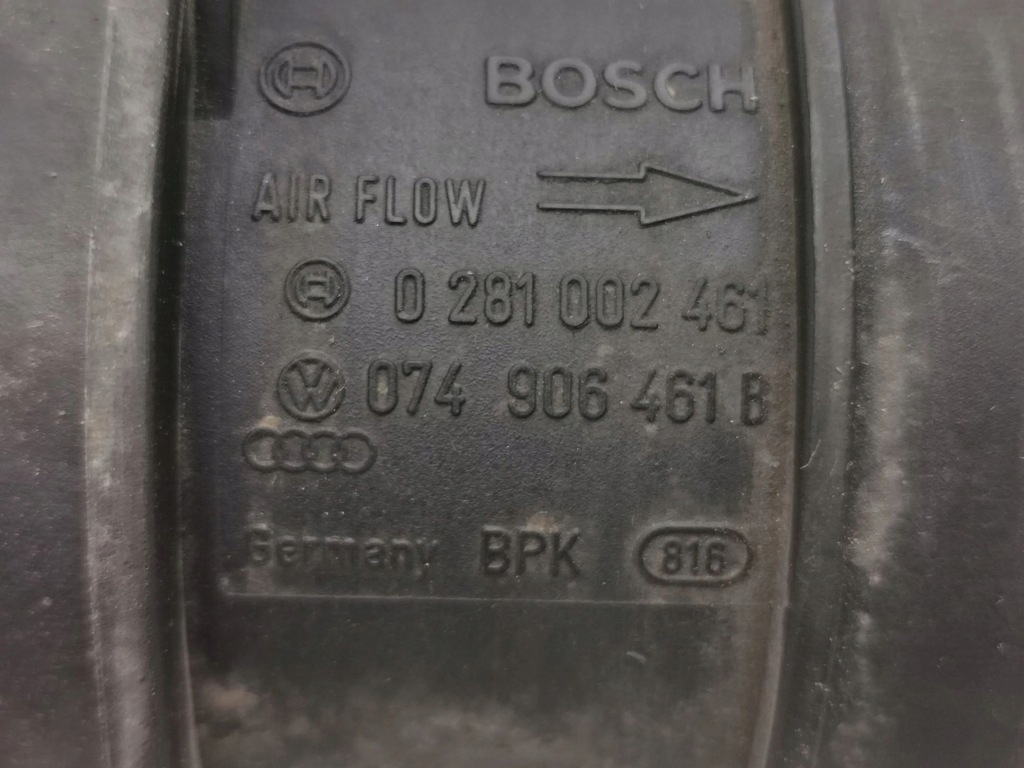 BOSCH
AIR FLOW
0 281 002 461
074 906 461 B
Germany BPK 816